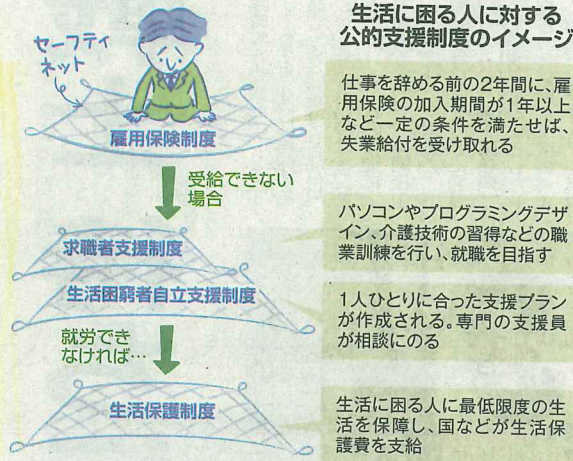 生活に困る人に対する
公的支援制度のイメージ
セーフティ
ネット
雇用保険制度
仕事を辞める前の2年間に、雇
用保険の加入期間が1年以上
など一定の条件を満たせば、
失業給付を受け取れる
受給できない
場合
求職者支援制度
パソコンやプログラミングデザ
イン、介護技術の習得などの職
業訓練を行い、就職を目指す
生活困窮者自立支援制度
1人ひとりに合った支援プラン
が作成される。専門の支援員
が相談にのる
就労でき
なければ…
生活保護制度
生活に困る人に最低限度の生
活を保障し、国などが生活保
護費を支給